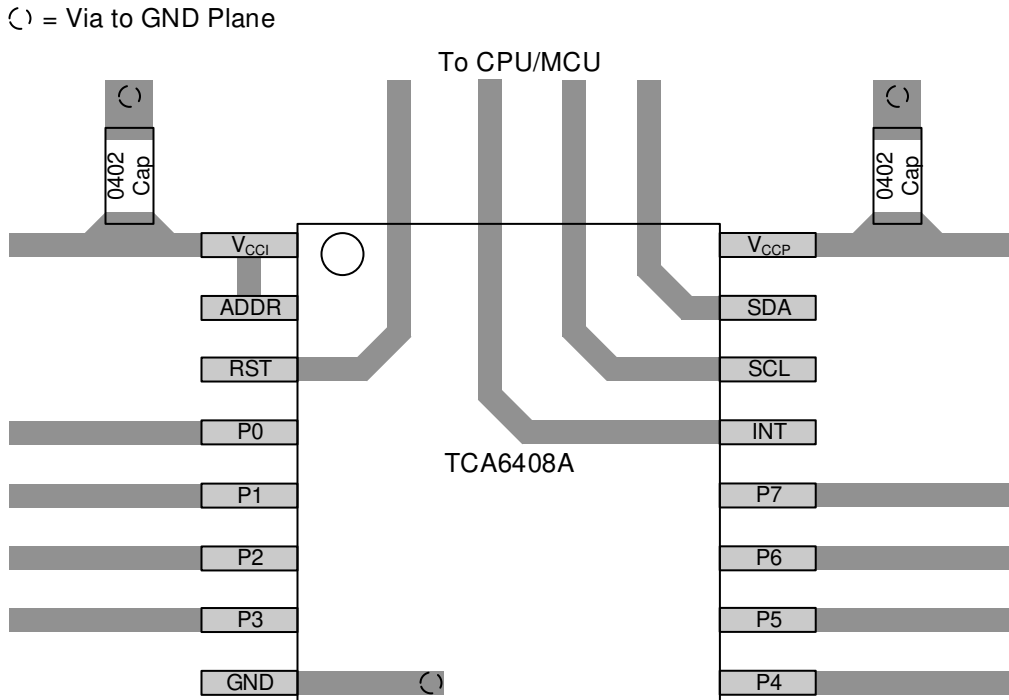 = Via to GND Plane
To CPU/MCU
0402
Cap
0402
Cap
VCCI
VCCP
ADDR
SDA
RST
SCL
P0
INT
TCA6408A
P1
P7
P2
P6
P3
P5
GND
P4